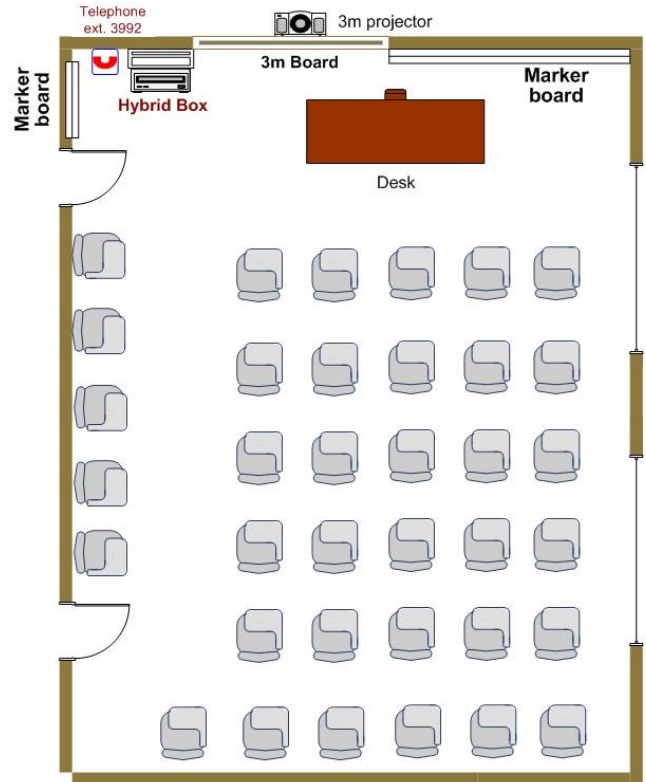 Telephone
ext. 3992
3m projector
3m Board
Marker
board
Hybrid Box
Marker
board
Desk